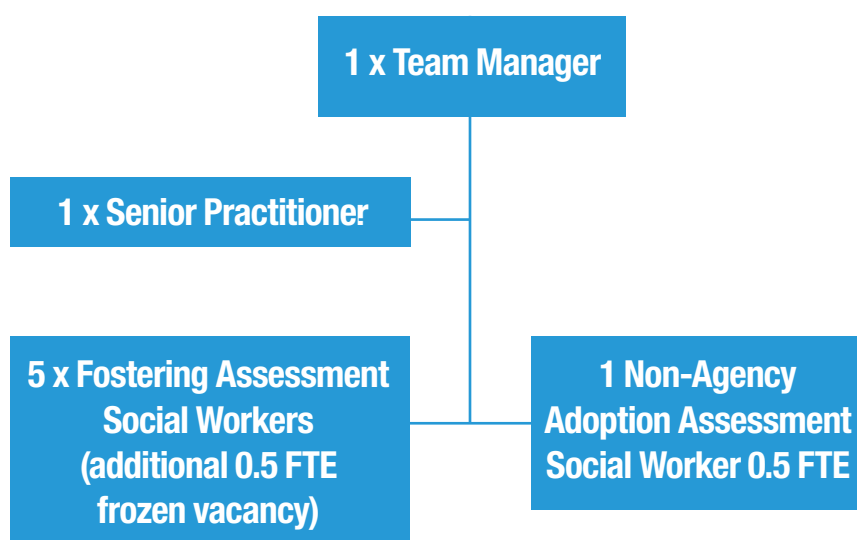 1 x Team Manager
1 x Senior Practitioner
5 x Fostering Assessment
Social Workers
(additional 0.5 FTE
frozen vacancy)
1 Non-Agency
Adoption Assessment
Social Worker 0.5 FTE